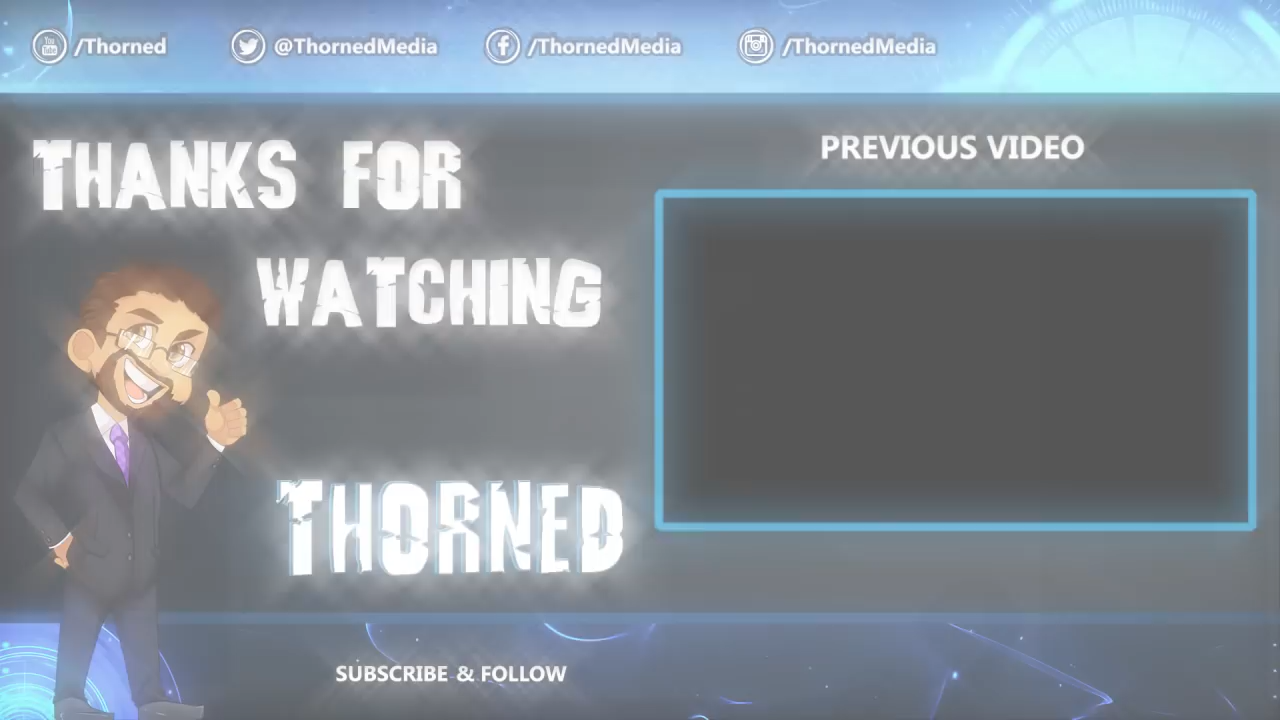 /Thorned @ThornedMedia /ThornedMedia /ThornedMedia
THANKS FOR
WATCHING
THORNED
PREVIOUS VIDEO
SUBSCRIBE & FOLLOW